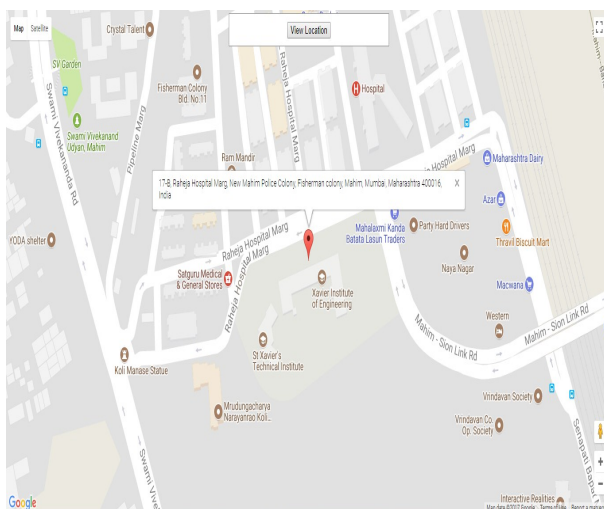 Map Satellite
View Location
Crystal Talent
SV Garden
Fisherman Colony
Bld. No.11
Hospital
Swami Vivekananda Rd
Swami Vivekanand
Udyan, Mahim
Pipeline Marg
Raheja Hospital
Ram Mandir
Raheja Hospital Marg
Maharashtra Dairy
17-B, Raheja Hospital Marg, New Mahim Police Colony, Fisherman colony, Mahim, Mumbai, Maharashtra 400016,
India
Azar
Mahalaxmi Kanda
Batata Lasun Traders
Party Hard Drivers
Thravil Biscuit Mart
YODA shelter
Raheja Hospital Marg
Naya Nagar
Satguru Medical
& General Stores
Raheja Hospital Marg
Xavier Institute
of Engineering
Macwana
Western
Mahim - Sion Link Rd
Mahim - Sion Link Rd
St Xavier's
Technical Institute
Koli Manase Statue
Vrindavan Society
Mrudungacharya
Narayanrao Koli...
Vrindavan Co.
Op. Society
Swami Vive
Senapati Bapat
Interactive Realities
Google
Map data ©2017 Google Terms of Use Report a map error